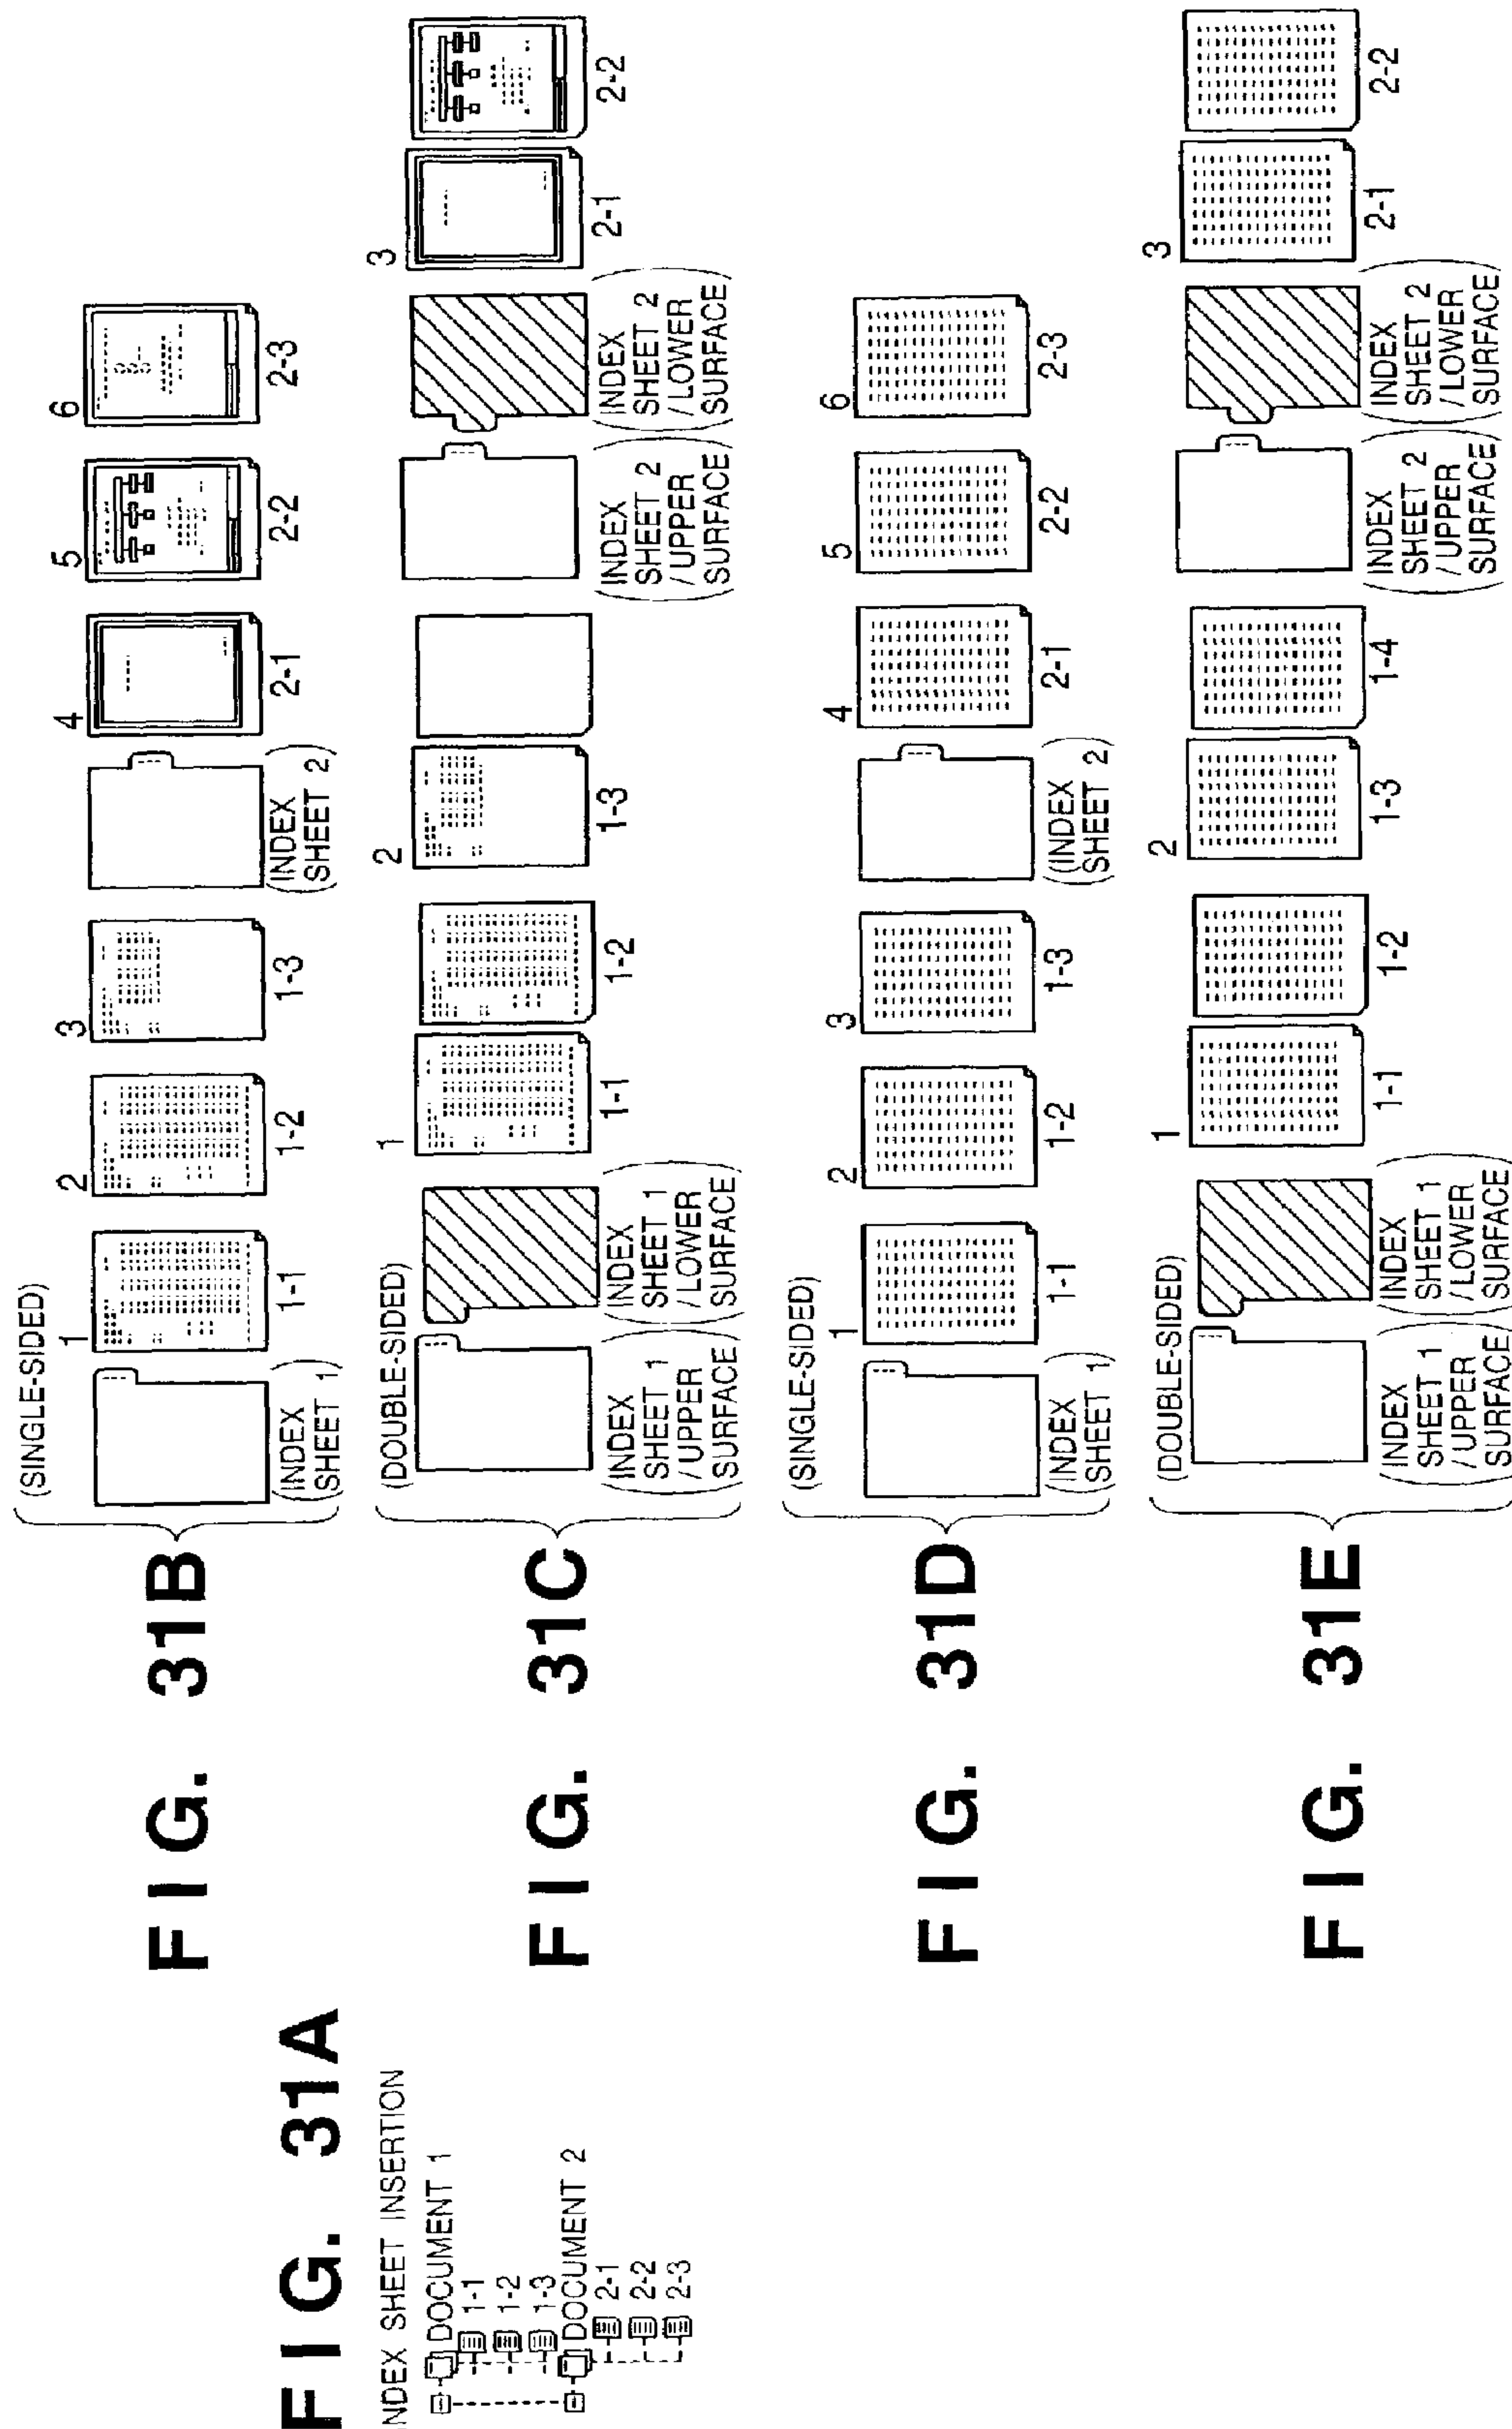 FIG. 31A
NDEX SHEET INSERTION
DOCUMENT 1
1-1
1-2
1-3
DOCUMENT 2
2-1
2-2
2-3
FIG. 31B
(SINGLE-SIDED)
1 2 3 4 5 6
(INDEX SHEET 1) 1-1 1-2 1-3 (INDEX SHEET 2) 2-1 2-2 2-3
FIG. 31C
(DOUBLE-SIDED)
1 2 3
(INDEX SHEET 1 / UPPER SURFACE) (INDEX SHEET 1 / LOWER SURFACE) 1-1 1-2 1-3 (INDEX SHEET 2 / UPPER SURFACE) (INDEX SHEET 2 / LOWER SURFACE) 2-1 2-2
FIG. 31D
(SINGLE-SIDED)
1 2 3 4 5 6
(INDEX SHEET 1) 1-1 1-2 1-3 (INDEX SHEET 2) 2-1 2-2 2-3
FIG. 31E
(DOUBLE-SIDED)
1 2 3
(INDEX SHEET 1 / UPPER SURFACE) (INDEX SHEET 1 / LOWER SURFACE) 1-1 1-2 1-3 1-4 (INDEX SHEET 2 / UPPER SURFACE) (INDEX SHEET 2 / LOWER SURFACE) 2-1 2-2